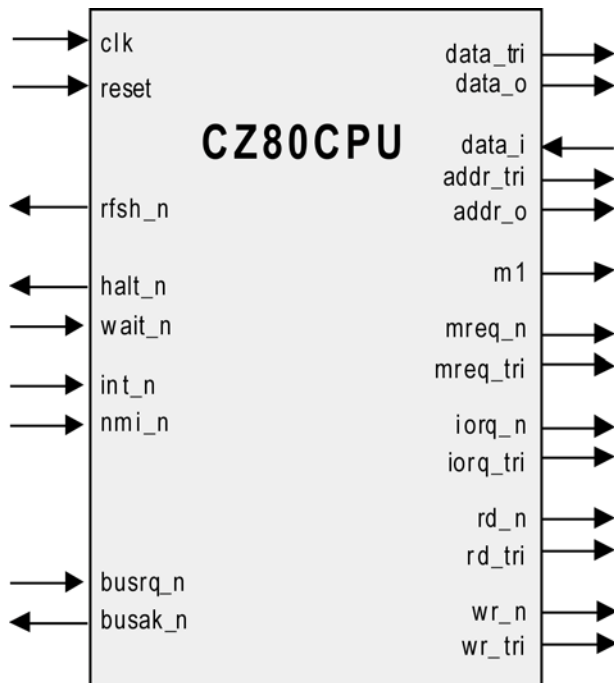 clk
reset
CZ80CPU
rfsh_n
halt_n
wait_n
int_n
nmi_n
busrq_n
busak_n
data_tri
data_o
data_i
addr_tri
addr_o
m1
mreq_n
mreq_tri
iorq_n
iorq_tri
rd_n
rd_tri
wr_n
wr_tri